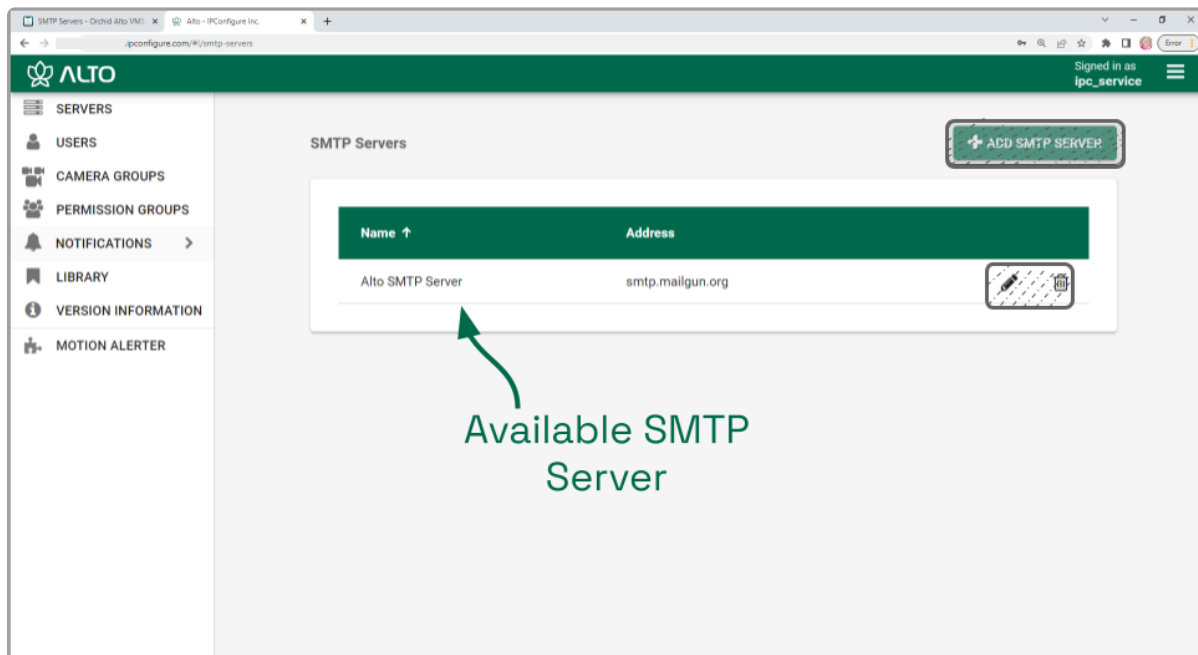 SMTP Servers - Orchid Alto VMS
Alto - IPConfigure Inc.
.ipconfigure.com/#!/smtp-servers
Error
ALTO
Signed in as
ipc_service
SERVERS
USERS
CAMERA GROUPS
PERMISSION GROUPS
NOTIFICATIONS
LIBRARY
VERSION INFORMATION
MOTION ALERTER
SMTP Servers
ADD SMTP SERVER
Name Address
Alto SMTP Server smtp.mailgun.org
Available SMTP
Server